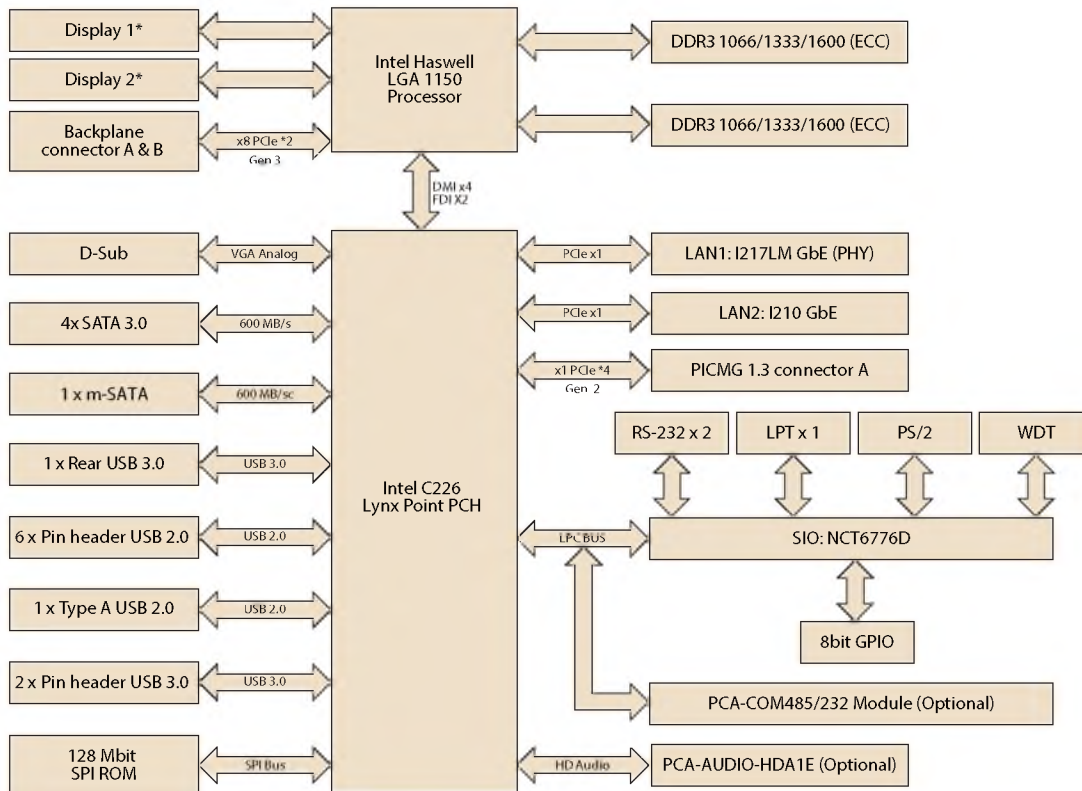 Display 1*
Display 2*
Backplane
connector A & B
x8 PCIe *2
Gen 3
Intel Haswell
LGA 1150
Processor
DDR3 1066/1333/1600 (ECC)
DDR3 1066/1333/1600 (ECC)
DMI x4
FDI X2
D-Sub
VGA Analog
4x SATA 3.0
600 MB/s
1 x m-SATA
600 MB/sc
1 x Rear USB 3.0
USB 3.0
6 x Pin header USB 2.0
USB 2.0
1 x Type A USB 2.0
USB 2.0
2 x Pin header USB 3.0
USB 3.0
128 Mbit
SPI ROM
SPI Bus
Intel C226
Lynx Point PCH
PCIe x1
LAN1: I217LM GbE (PHY)
PCIe x1
LAN2: I210 GbE
x1 PCIe *4
Gen 2
PICMG 1.3 connector A
RS-232 x 2
LPT x 1
PS/2
WDT
LPC BUS
SIO: NCT6776D
8bit GPIO
PCA-COM485/232 Module (Optional)
HD Audio
PCA-AUDIO-HDA1E (Optional)